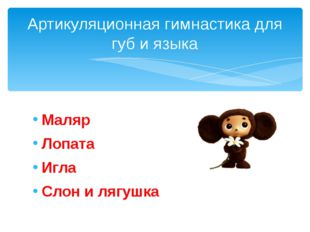 Артикуляционная гимнастика для
губ и языка
Маляр
Лопата
Игла
Слон и лягушка